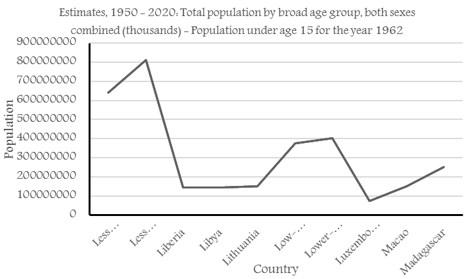 Estimates, 1950 - 2020: Total population by broad age group, both sexes
combined (thousands) - Population under age 15 for the year 1962
900000000
800000000
700000000
600000000
500000000
400000000
300000000
200000000
100000000
0
Population
Less...
Less...
Liberia
Libya
Lithuania
Low-...
Lower-...
Luxembo...
Macao
Madagascar
Country